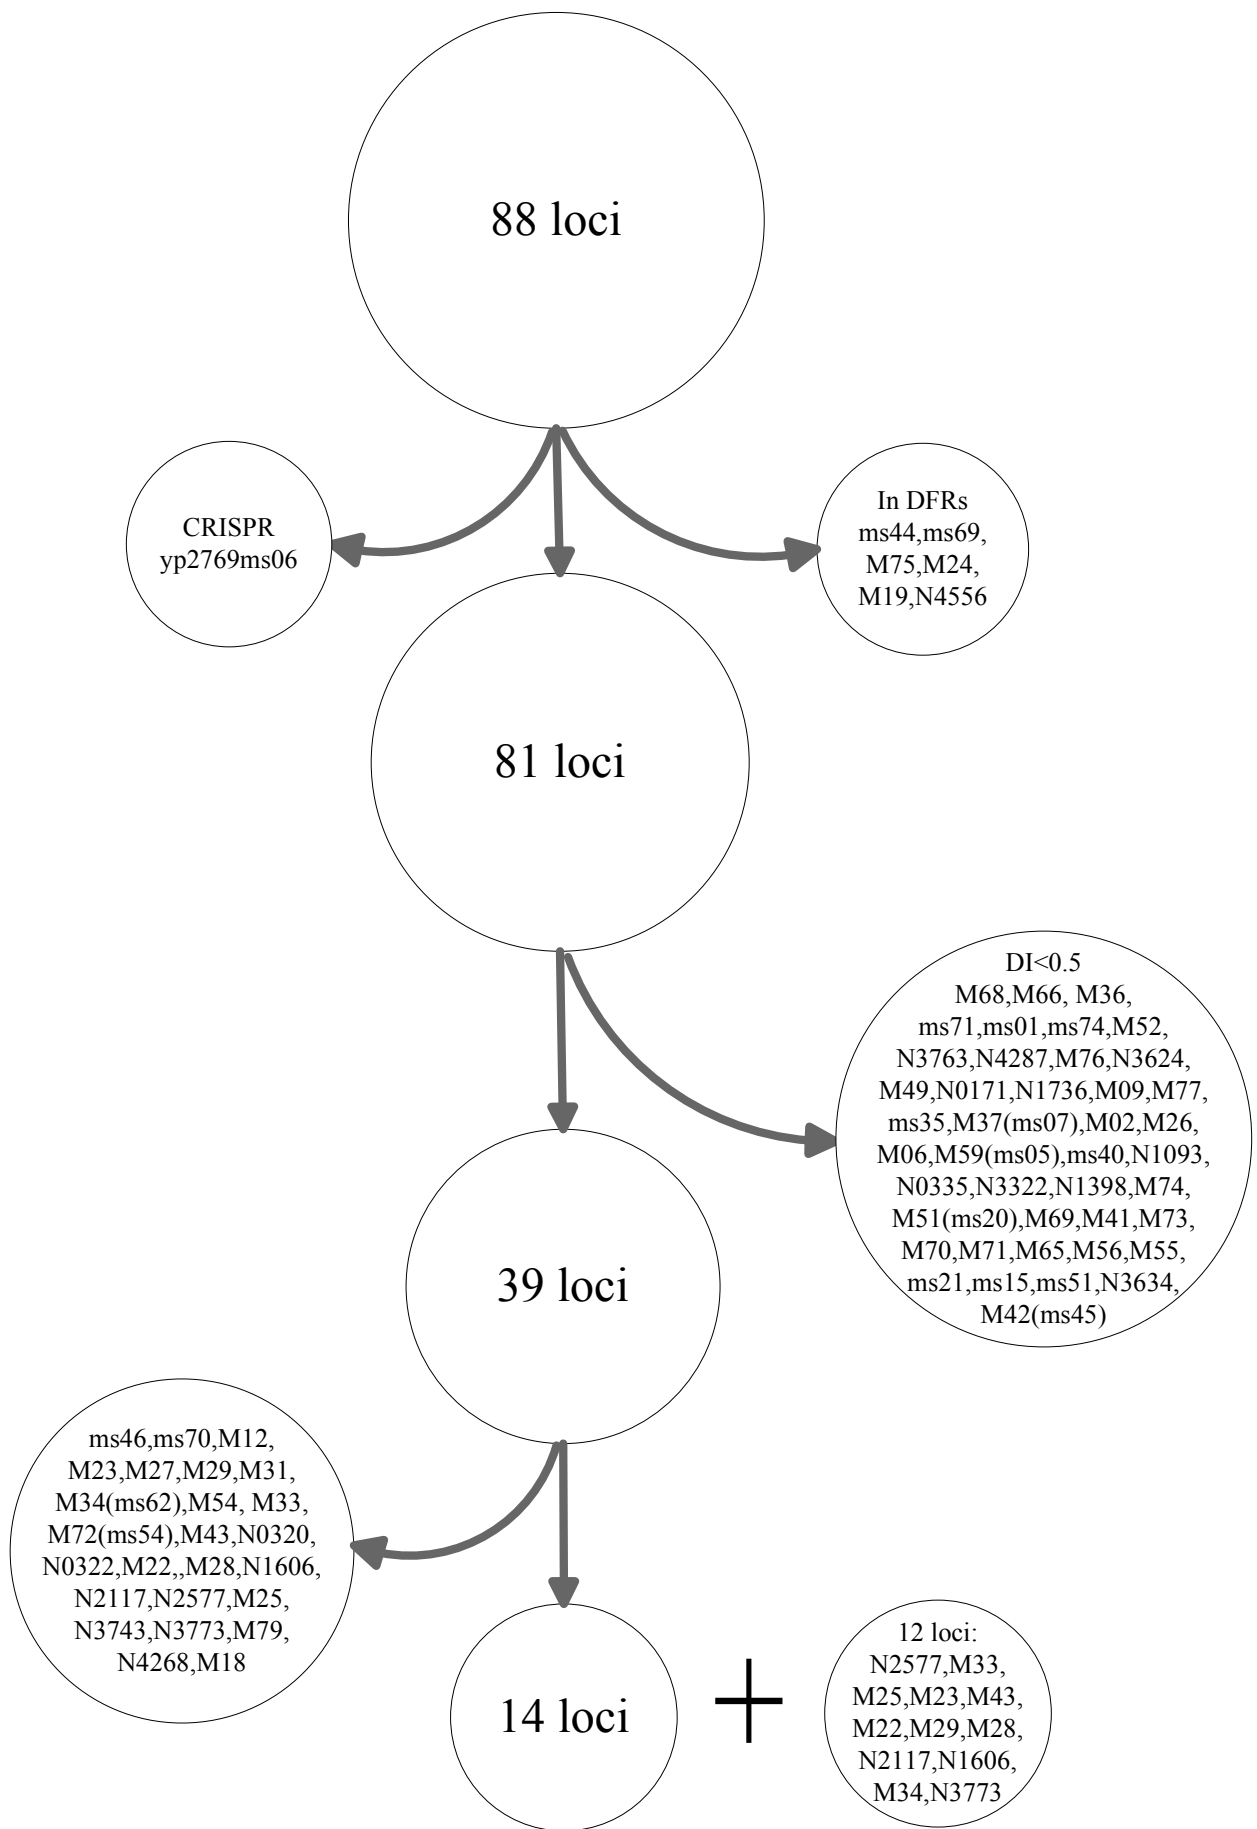 88 loci
CRISPR
yp2769ms06
In DFRs
ms44,ms69,
M75,M24,
M19,N4556
81 loci
DI<0.5
M68,M66, M36,
ms71,ms01,ms74,M52,
N3763,N4287,M76,N3624,
M49,N0171,N1736,M09,M77,
ms35,M37(ms07),M02,M26,
M06,M59(ms05),ms40,N1093,
N0335,N3322,N1398,M74,
M51(ms20),M69,M41,M73,
M70,M71,M65,M56,M55,
ms21,ms15,ms51,N3634,
M42(ms45)
39 loci
ms46,ms70,M12,
M23,M27,M29,M31,
M34(ms62),M54, M33,
M72(ms54),M43,N0320,
N0322,M22,,M28,N1606,
N2117,N2577,M25,
N3743,N3773,M79,
N4268,M18
14 loci
+
12 loci:
N2577,M33,
M25,M23,M43,
M22,M29,M28,
N2117,N1606,
M34,N3773